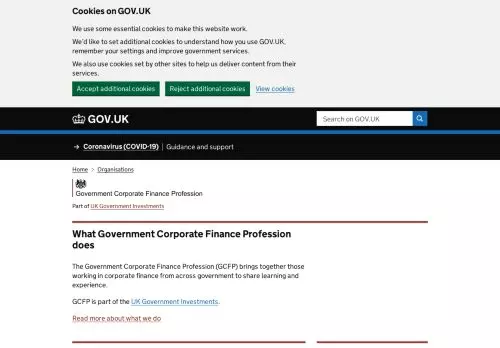 Cookies on GOV.UK
We use some essential cookies to make this website work.
We'd like to set additional cookies to understand how you use GOV.UK,
remember your settings and improve government services.
We also use cookies set by other sites to help us deliver content from their
services.
Accept additional cookies Reject additional cookies View cookies
GOV.UK Search on GOV.UK
→ Coronavirus (COVID-19) | Guidance and support
Home > Organisations
Government Corporate Finance Profession
Part of UK Government Investments
What Government Corporate Finance Profession
does
The Government Corporate Finance Profession (GCFP) brings together those
working in corporate finance from across government to share learning and
experience.
GCFP is part of the UK Government Investments.
Read more about what we do